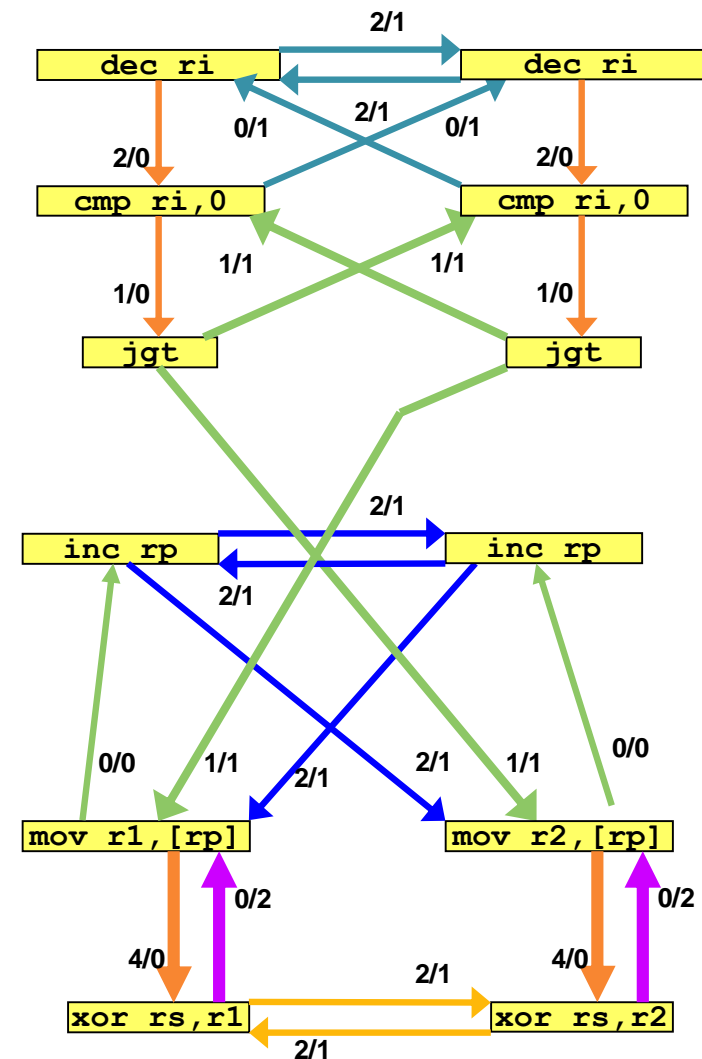 2/1
dec ri
dec ri
2/1
0/1
0/1
2/0
2/0
cmp ri,0
cmp ri,0
1/1
1/1
1/0
1/0
jgt
jgt
2/1
inc rp
inc rp
2/1
0/0
1/1
2/1
2/1
1/1
0/0
mov r1,[rp]
mov r2,[rp]
0/2
0/2
4/0
4/0
2/1
xor rs,r1
xor rs,r2
2/1